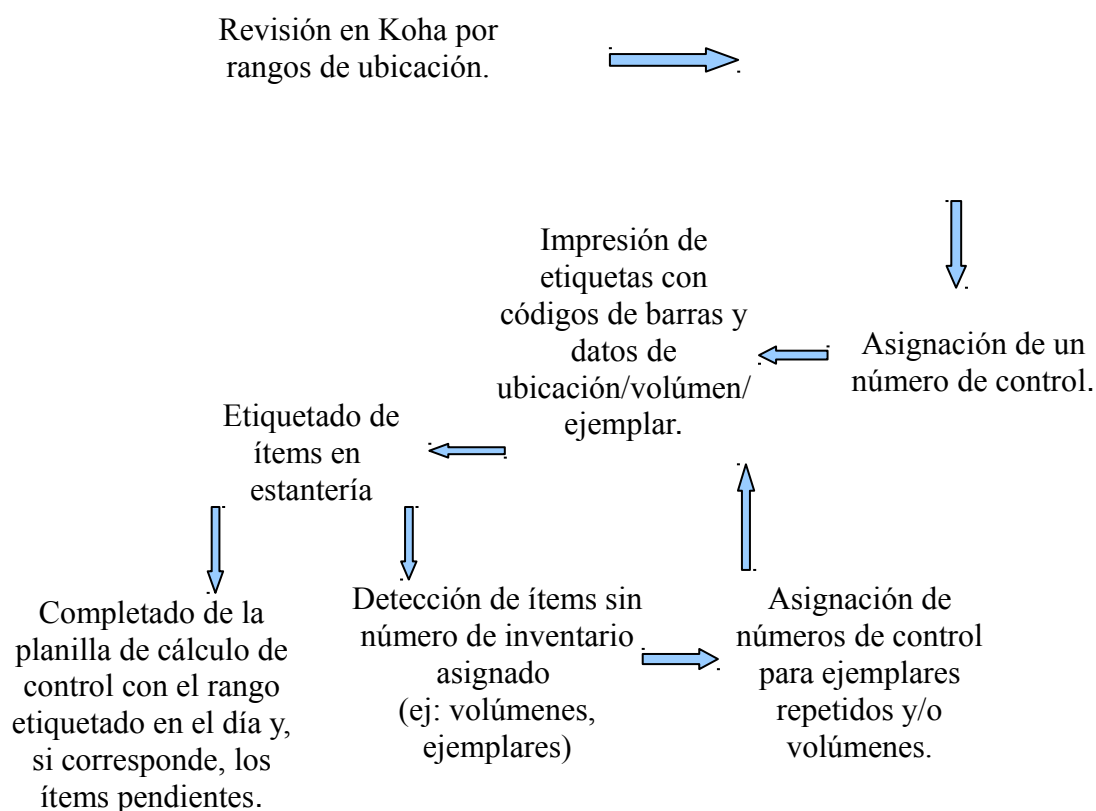 Revisión en Koha por
rangos de ubicación.
Impresión de
etiquetas con
códigos de barras y
datos de
ubicación/volúmen/
ejemplar.
Asignación de un
número de control.
Etiquetado de
ítems en
estantería
Completado de la
planilla de cálculo de
control con el rango
etiquetado en el día y,
si corresponde, los
ítems pendientes.
Detección de ítems sin
número de inventario
asignado
(ej: volúmenes,
ejemplares)
Asignación de
números de control
para ejemplares
repetidos y/o
volúmenes.